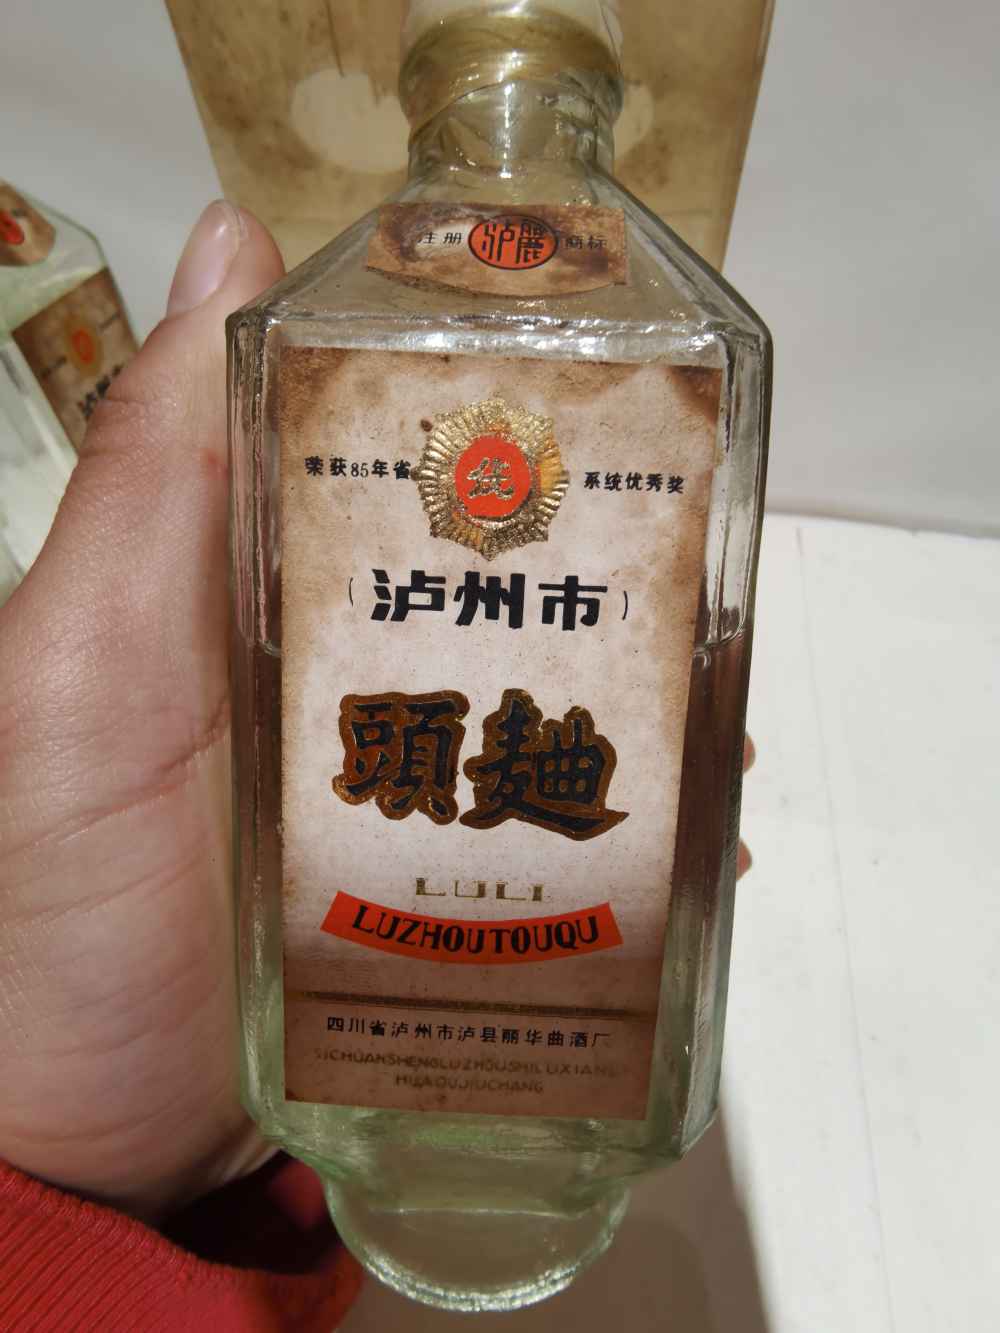 注册 泸麗 商标
荣获85年省 优 系统优秀奖
(泸州市)
頭麯
LULI
LUZHOUTOUQU
四川省泸州市泸县丽华曲酒厂
SICHUANSHENGLUZHOUSHILUXIAN